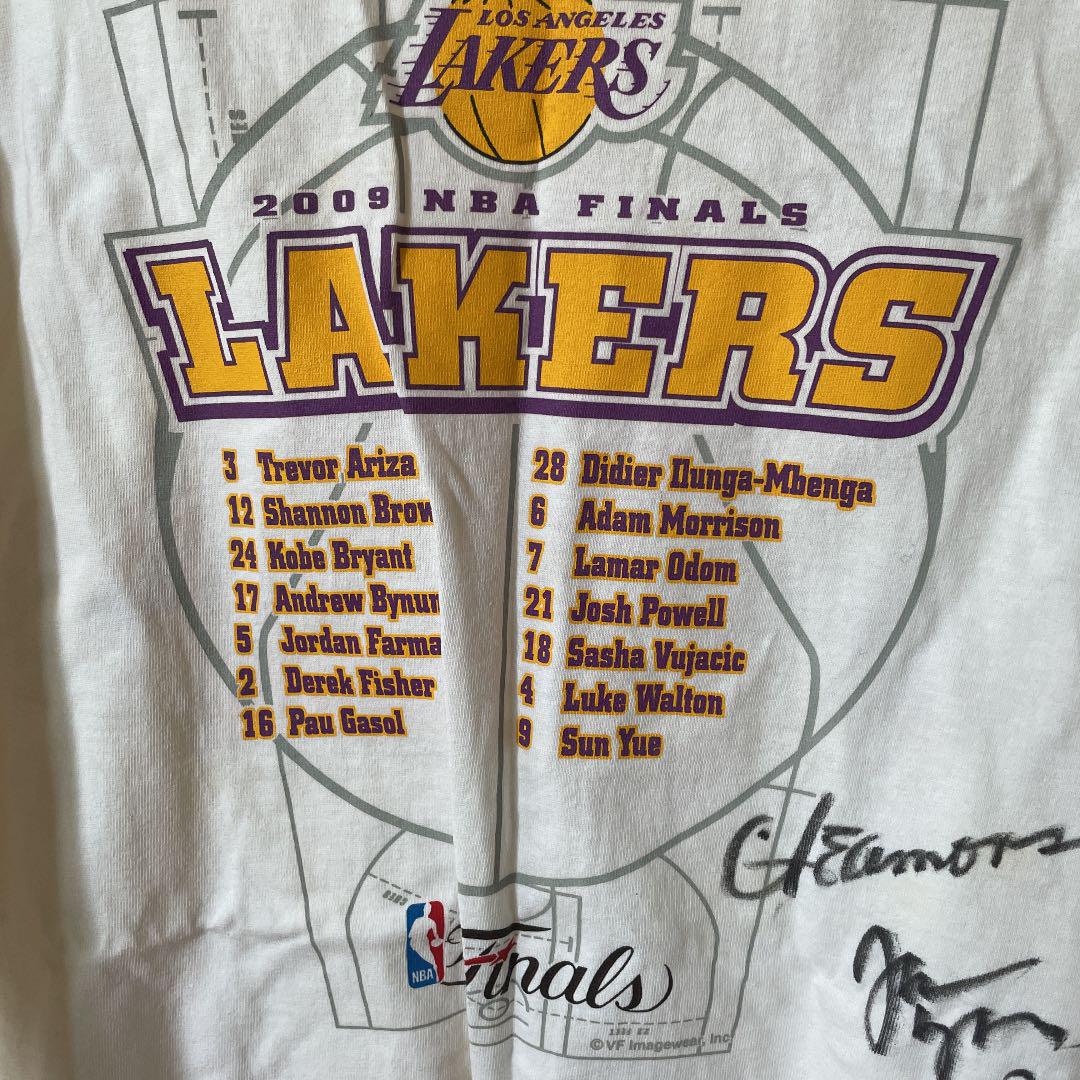 LOS ANGELES
LAKERS
2009 NBA FINALS
LAKERS
3 Trevor Ariza
12 Shannon Brow
24 Kobe Bryant
17 Andrew Bynu
5 Jordan Farma
2 Derek Fisher
16 Pau Gasol
28 Didier Ilunga-Mbenga
6 Adam Morrison
7 Lamar Odom
21 Josh Powell
18 Sasha Vujacic
4 Luke Walton
9 Sun Yue
NBA
Finals
©VF Imagewear, Inc